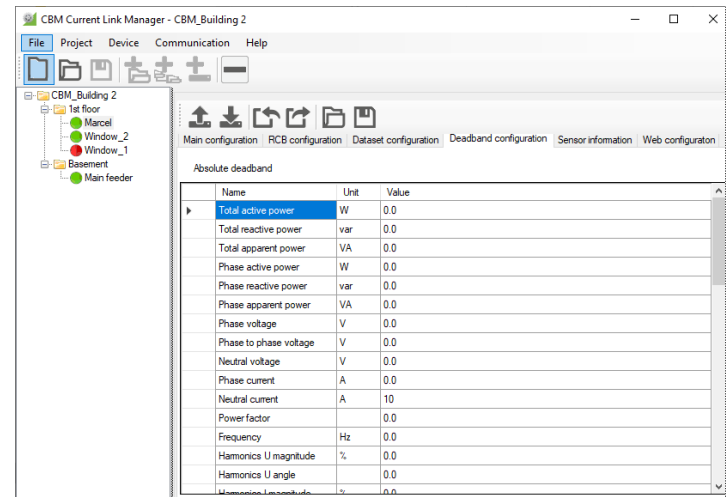 CBM Current Link Manager - CBM_Building 2
File Project Device Communication Help
CBM_Building 2
1st floor
Marcel
Window_2
Window_1
Basement
Main feeder
Main configuration RCB configuration Dataset configuration Deadband configuration Sensor information Web configuraton
Absolute deadband
Name Unit Value
Total active power W 0.0
Total reactive power var 0.0
Total apparent power VA 0.0
Phase active power W 0.0
Phase reactive power var 0.0
Phase apparent power VA 0.0
Phase voltage V 0.0
Phase to phase voltage V 0.0
Neutral voltage V 0.0
Phase current A 0.0
Neutral current A 10
Power factor 0.0
Frequency Hz 0.0
Harmonics U magnitude % 0.0
Harmonics U angle 0.0
Harmonics I magnitude % 0.0